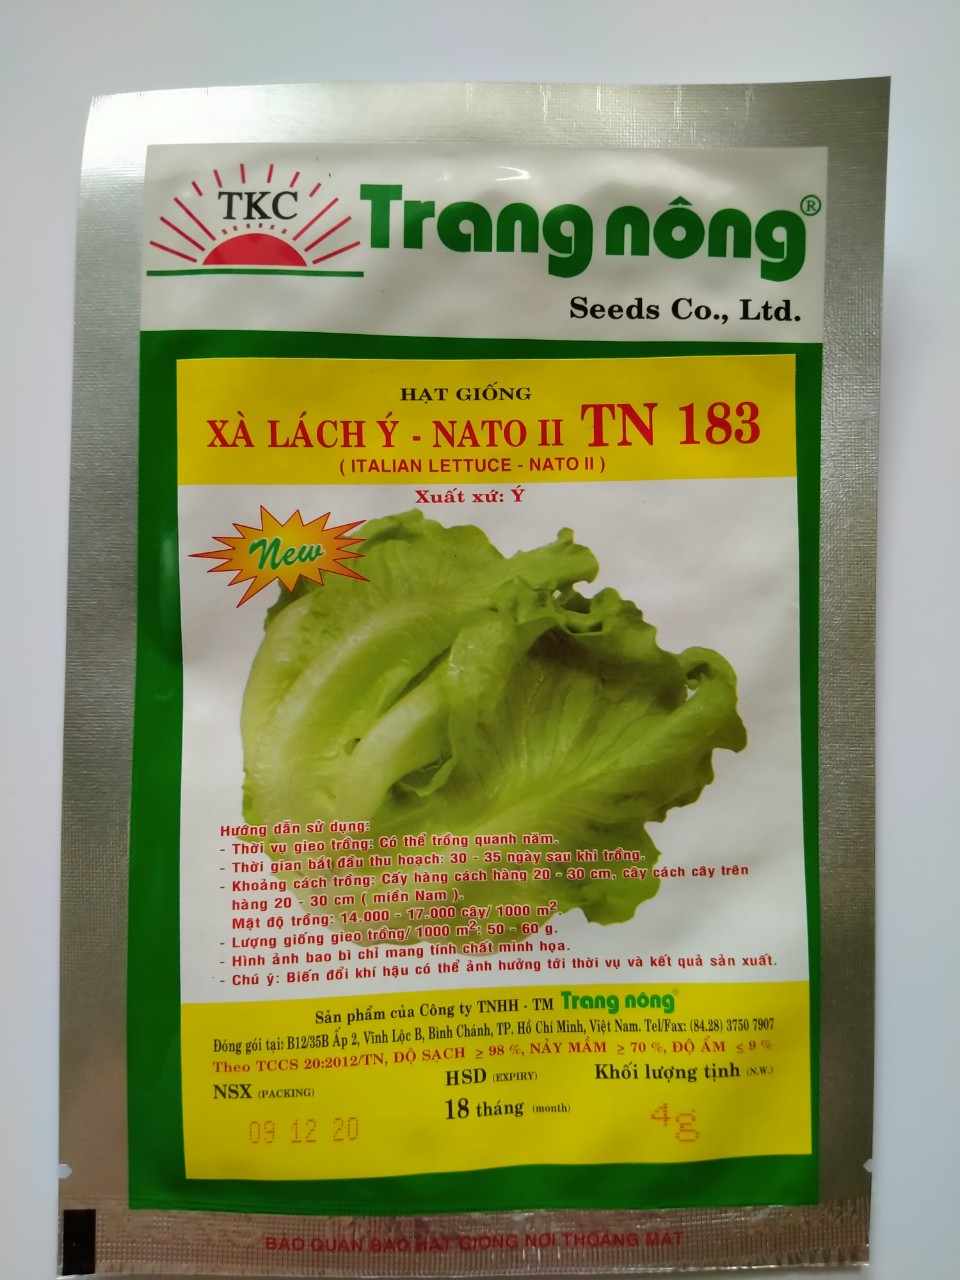 TKC
Trang nông®
Seeds Co., Ltd.
HẠT GIỐNG
XÀ LÁCH Ý - NATO II TN 183
( ITALIAN LETTUCE - NATO II )
Xuất xứ: Ý
New
Hướng dẫn sử dụng:
- Thời vụ gieo trồng: Có thể trồng quanh năm.
- Thời gian bắt đầu thu hoạch: 30 - 35 ngày sau khi trồng.
- Khoảng cách trồng: Cấy hàng cách hàng 20 - 30 cm, cây cách cây trên
hàng 20 - 30 cm ( miền Nam ).
Mật độ trồng: 14.000 - 17.000 cây/ 1000 m².
- Lượng giống gieo trồng/ 1000 m²: 50 - 60 g.
- Hình ảnh bao bì chỉ mang tính chất minh họa.
- Chú ý: Biến đổi khí hậu có thể ảnh hưởng tới thời vụ và kết quả sản xuất.
Sản phẩm của Công ty TNHH - TM Trang nông®
Đóng gói tại: B12/35B Ấp 2, Vĩnh Lộc B, Bình Chánh, TP. Hồ Chí Minh, Việt Nam. Tel/Fax: (84.28) 3750 7907
Theo TCCS 20:2012/TN, ĐỘ SẠCH ≥ 98 %, NẢY MẦM ≥ 70 %, ĐỘ ẨM ≤ 9 %
NSX (PACKING) HSD (EXPIRY) Khối lượng tịnh (N.W.)
09 12 20 18 tháng (month) 4g
BẢO QUẢN BAO HẠT GIỐNG NƠI THOÁNG MÁT